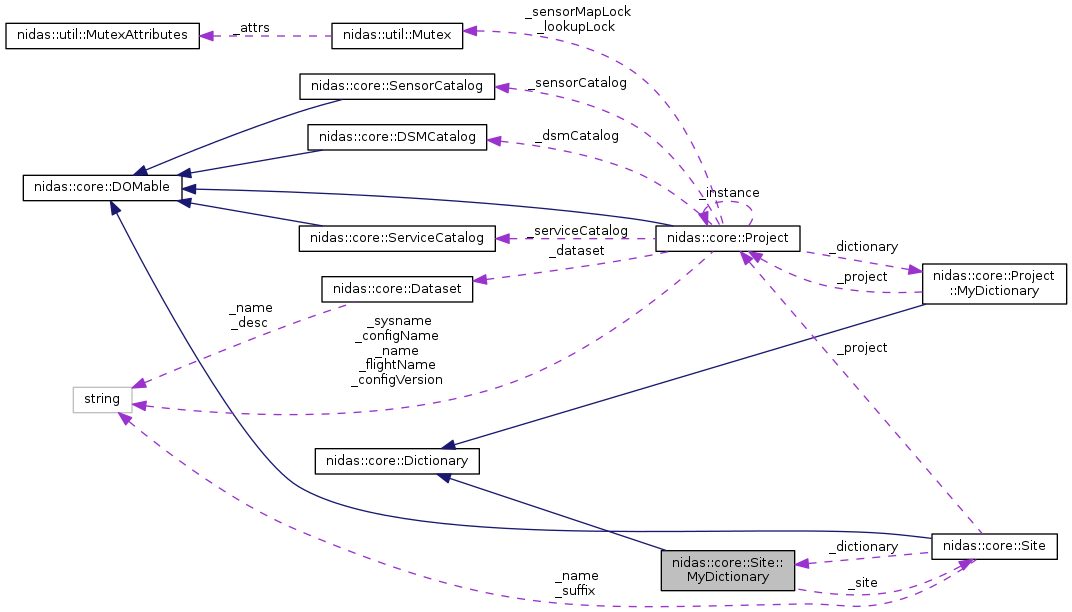 _sensorMapLock
_lookupLock
nidas::util::MutexAttributes
_attrs
nidas::util::Mutex
nidas::core::SensorCatalog
_sensorCatalog
nidas::core::DSMCatalog
_dsmCatalog
nidas::core::DOMable
_instance
nidas::core::ServiceCatalog
_serviceCatalog
nidas::core::Project
_dataset
_dictionary
nidas::core::Project
::MyDictionary
_project
nidas::core::Dataset
_name
_desc
_sysname
_configName
_name
_flightName
_configVersion
_project
string
nidas::core::Dictionary
_dictionary
nidas::core::Site
nidas::core::Site::
MyDictionary
_name
_suffix
_site